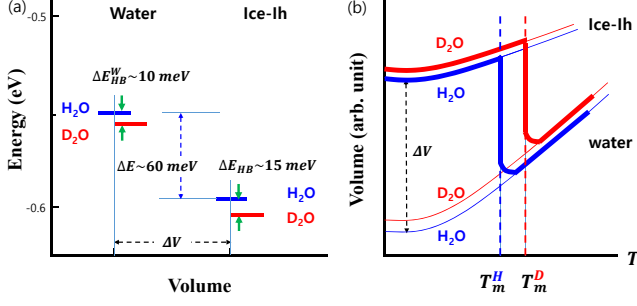 (a)
Water
Ice-Ih
-0.5
ΔE_HB^W~10 meV
H₂O
D₂O
ΔE~60 meV
ΔE_HB~15 meV
H₂O
D₂O
-0.6
ΔV
Energy (eV)
Volume
(b)
Ice-Ih
D₂O
H₂O
water
ΔV
D₂O
H₂O
Volume (arb. unit)
T
T_m^H
T_m^D